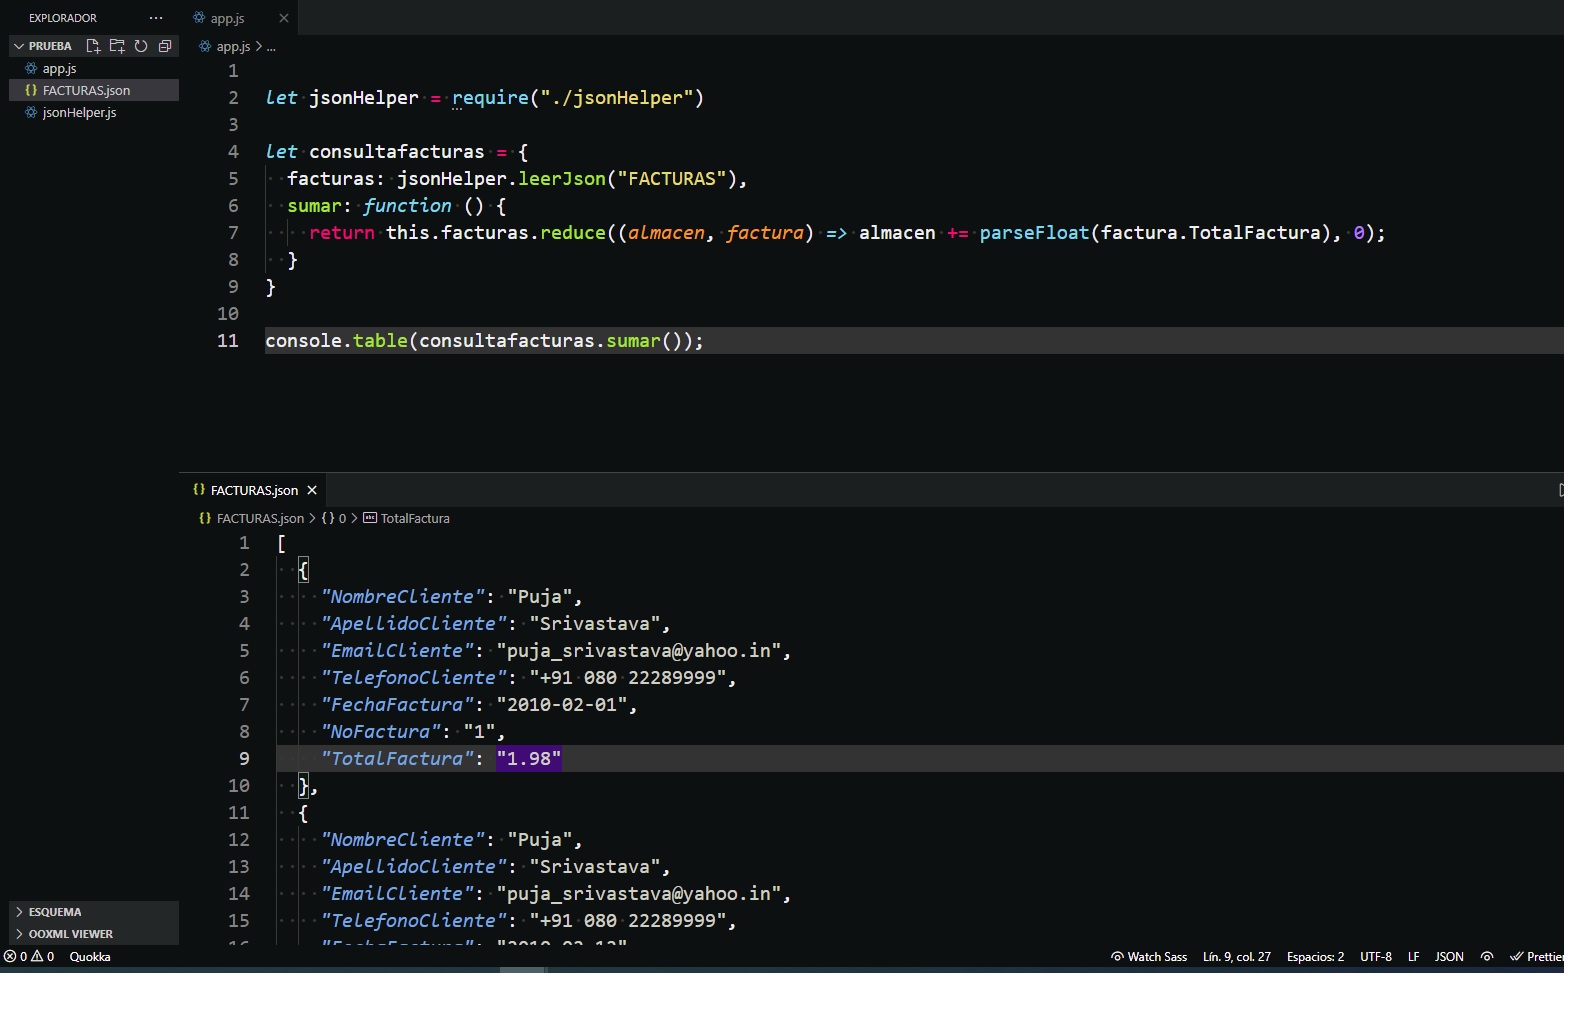 EXPLORADOR ···
PRUEBA
app.js
FACTURAS.json
jsonHelper.js
ESQUEMA
OOXML VIEWER
app.js
app.js > ...
1
2 let jsonHelper = require("./jsonHelper")
3
4 let consultafacturas = {
5 facturas: jsonHelper.leerJson("FACTURAS"),
6 sumar: function () {
7 return this.facturas.reduce((almacen, factura) => almacen += parseFloat(factura.TotalFactura), 0);
8 }
9 }
10
11 console.table(consultafacturas.sumar());
FACTURAS.json
FACTURAS.json > {} 0 > abc TotalFactura
1 [
2 {
3 "NombreCliente": "Puja",
4 "ApellidoCliente": "Srivastava",
5 "EmailCliente": "puja_srivastava@yahoo.in",
6 "TelefonoCliente": "+91 080 22289999",
7 "FechaFactura": "2010-02-01",
8 "NoFactura": "1",
9 "TotalFactura": "1.98"
10 },
11 {
12 "NombreCliente": "Puja",
13 "ApellidoCliente": "Srivastava",
14 "EmailCliente": "puja_srivastava@yahoo.in",
15 "TelefonoCliente": "+91 080 22289999",
16 "FechaFactura":
0 0 Quokka Watch Sass Lín. 9, col. 27 Espacios: 2 UTF-8 LF JSON Prettier